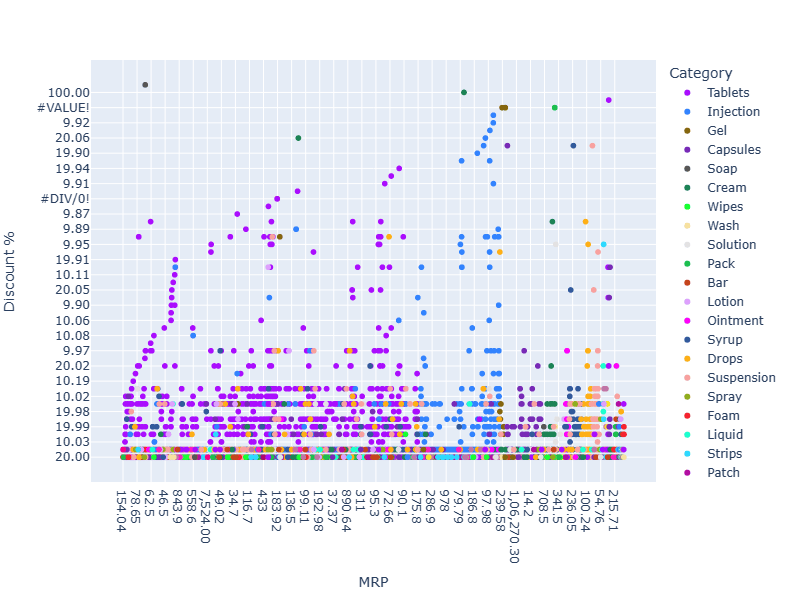 Discount %
100.00
#VALUE!
9.92
20.06
19.90
19.94
9.91
#DIV/0!
9.87
9.89
9.95
19.91
10.11
20.05
9.90
10.06
10.08
9.97
20.02
10.19
10.02
19.98
19.99
10.03
20.00
154.04
78.65
62.5
46.5
843.9
558.6
7,524.00
49.02
34.7
116.7
433
183.92
136.5
99.11
192.98
37.37
890.64
311
95.3
72.66
90.1
175.8
286.9
978
79.79
186.8
97.98
239.58
1,06,270.30
14.2
708.5
341.5
236.05
100.24
54.76
215.71
MRP
Category
Tablets
Injection
Gel
Capsules
Soap
Cream
Wipes
Wash
Solution
Pack
Bar
Lotion
Ointment
Syrup
Drops
Suspension
Spray
Foam
Liquid
Strips
Patch